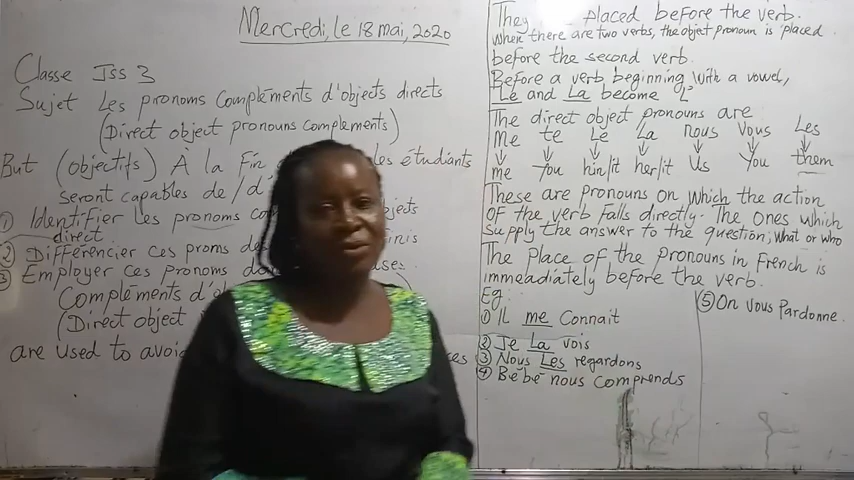 Mercredi, le 18 mai, 2020
Classe Jss 3
Sujet Les pronoms Compléments d'objects directs
(Direct object pronouns complements)
But (objectifs) A la Fin les étudiants
seront capables de/d
① Identifier les pronoms objects
direct
② Différencier ces proms
③ Employer ces Pronoms
Compléments
(Direct object
are used to
They placed before the verb.
when there are two verbs, the object pronoun is placed
before the second verb.
Before a verb beginning with a vowel,
Le and La become "L"
The direct object pronouns are
me te Le La nous Vous Les
me You him/it her/it Us You them
These are pronouns on which the action
OF the verb falls directly. The ones which
supply the answer to the question; what or who
The place of the pronouns in French is
immeadiately before the verb.
Eg:
① IL me Connait
② Je La vois
③ Nous Les regardons
④ Bébé nous comprends
⑤ On vous Pardonne.